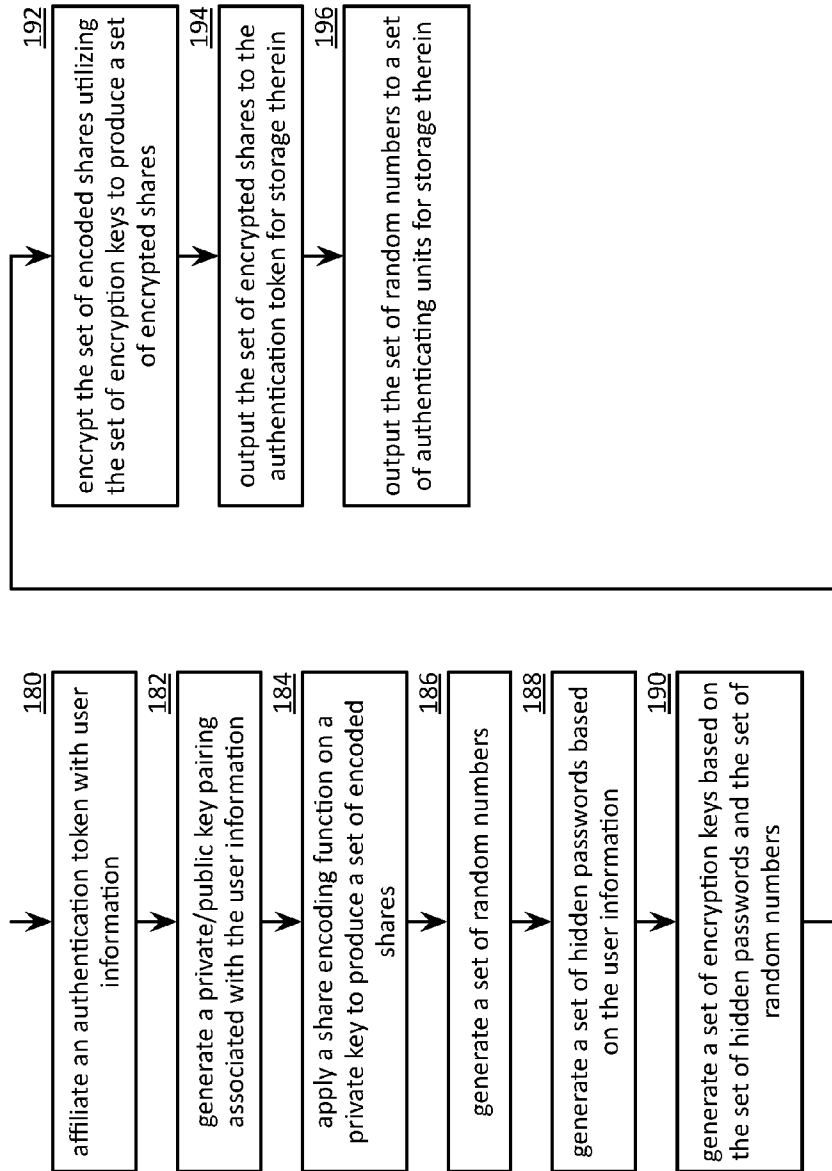 180
affiliate an authentication token with user
information
182
generate a private/public key pairing
associated with the user information
184
apply a share encoding function on a
private key to produce a set of encoded
shares
186
generate a set of random numbers
188
generate a set of hidden passwords based
on the user information
190
generate a set of encryption keys based on
the set of hidden passwords and the set of
random numbers
192
encrypt the set of encoded shares utilizing
the set of encryption keys to produce a set
of encrypted shares
194
output the set of encrypted shares to the
authentication token for storage therein
196
output the set of random numbers to a set
of authenticating units for storage therein